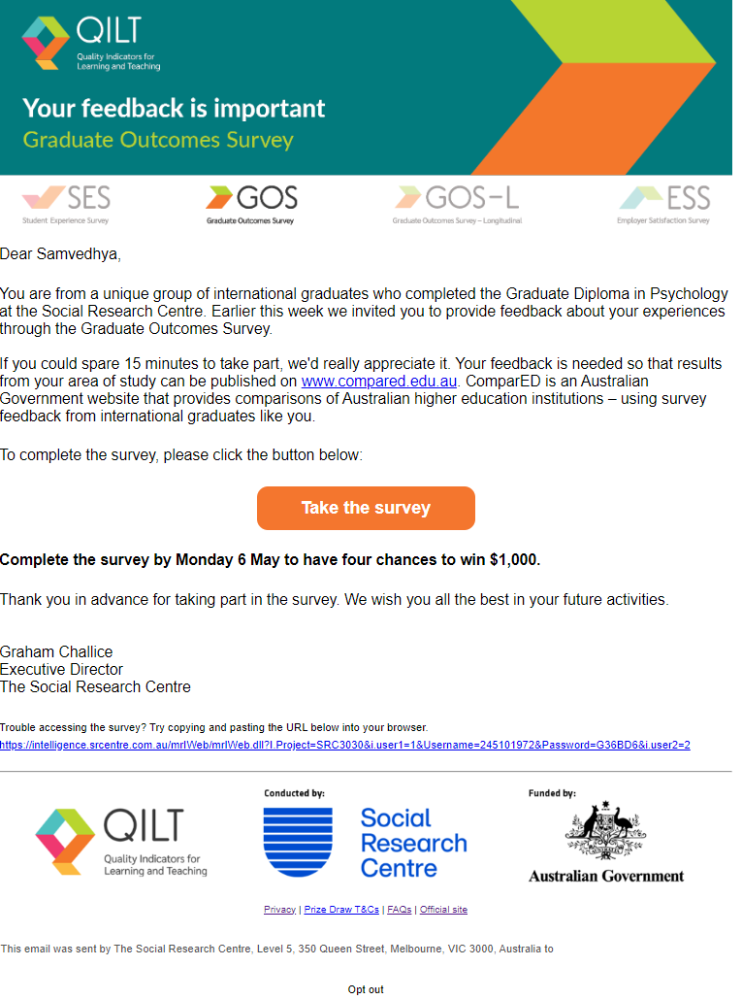 QILT
Quality Indicators for
Learning and Teaching
Your feedback is important
Graduate Outcomes Survey
SES
Student Experience Survey
GOS
Graduate Outcomes Survey
GOS-L
Graduate Outcomes Survey – Longitudinal
ESS
Employer Satisfaction Survey
Dear Samvedhya,
You are from a unique group of international graduates who completed the Graduate Diploma in Psychology
at the Social Research Centre. Earlier this week we invited you to provide feedback about your experiences
through the Graduate Outcomes Survey.
If you could spare 15 minutes to take part, we'd really appreciate it. Your feedback is needed so that results
from your area of study can be published on www.compared.edu.au. ComparED is an Australian
Government website that provides comparisons of Australian higher education institutions – using survey
feedback from international graduates like you.
To complete the survey, please click the button below:
Take the survey
Complete the survey by Monday 6 May to have four chances to win $1,000.
Thank you in advance for taking part in the survey. We wish you all the best in your future activities.
Graham Challice
Executive Director
The Social Research Centre
Trouble accessing the survey? Try copying and pasting the URL below into your browser.
https://intelligence.srcentre.com.au/mrIWeb/mrIWeb.dll?I.Project=SRC3030&i.user1=1&Username=245101972&Password=G36BD6&i.user2=2
QILT
Quality Indicators for
Learning and Teaching
Conducted by:
Social
Research
Centre
Funded by:
AUSTRALIA
Australian Government
Privacy | Prize Draw T&Cs | FAQs | Official site
This email was sent by The Social Research Centre, Level 5, 350 Queen Street, Melbourne, VIC 3000, Australia to
Opt out